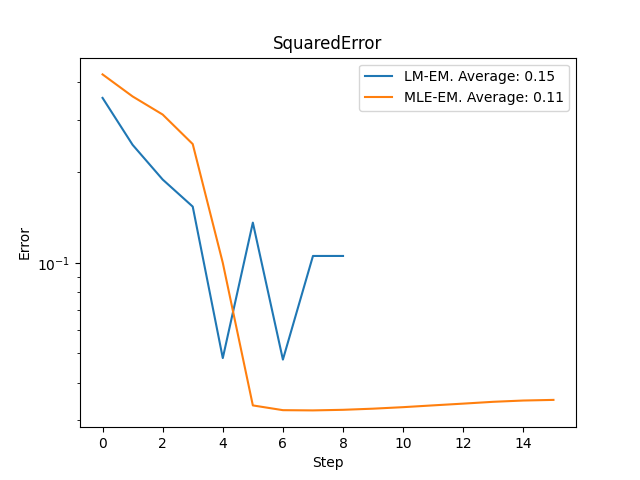 SquaredError
LM-EM. Average: 0.15
MLE-EM. Average: 0.11
Error
10⁻¹
0 2 4 6 8 10 12 14
Step